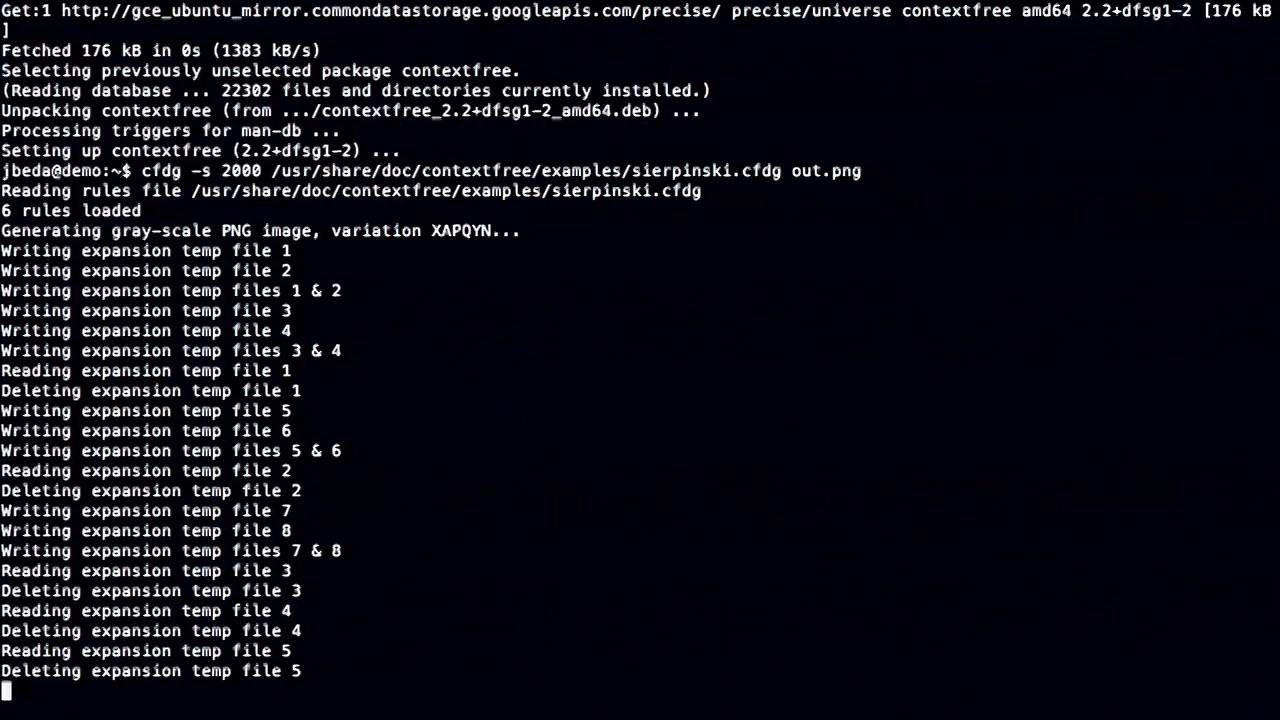 Get:1 http://gce_ubuntu_mirror.commondatastorage.googleapis.com/precise/ precise/universe contextfree amd64 2.2+dfsg1-2 [176 kB
]
Fetched 176 kB in 0s (1383 kB/s)
Selecting previously unselected package contextfree.
(Reading database ... 22302 files and directories currently installed.)
Unpacking contextfree (from .../contextfree_2.2+dfsg1-2_amd64.deb) ...
Processing triggers for man-db ...
Setting up contextfree (2.2+dfsg1-2) ...
jbeda@demo:~$ cfdg -s 2000 /usr/share/doc/contextfree/examples/sierpinski.cfdg out.png
Reading rules file /usr/share/doc/contextfree/examples/sierpinski.cfdg
6 rules loaded
Generating gray-scale PNG image, variation XAPQYN...
Writing expansion temp file 1
Writing expansion temp file 2
Writing expansion temp files 1 & 2
Writing expansion temp file 3
Writing expansion temp file 4
Writing expansion temp files 3 & 4
Reading expansion temp file 1
Deleting expansion temp file 1
Writing expansion temp file 5
Writing expansion temp file 6
Writing expansion temp files 5 & 6
Reading expansion temp file 2
Deleting expansion temp file 2
Writing expansion temp file 7
Writing expansion temp file 8
Writing expansion temp files 7 & 8
Reading expansion temp file 3
Deleting expansion temp file 3
Reading expansion temp file 4
Deleting expansion temp file 4
Reading expansion temp file 5
Deleting expansion temp file 5